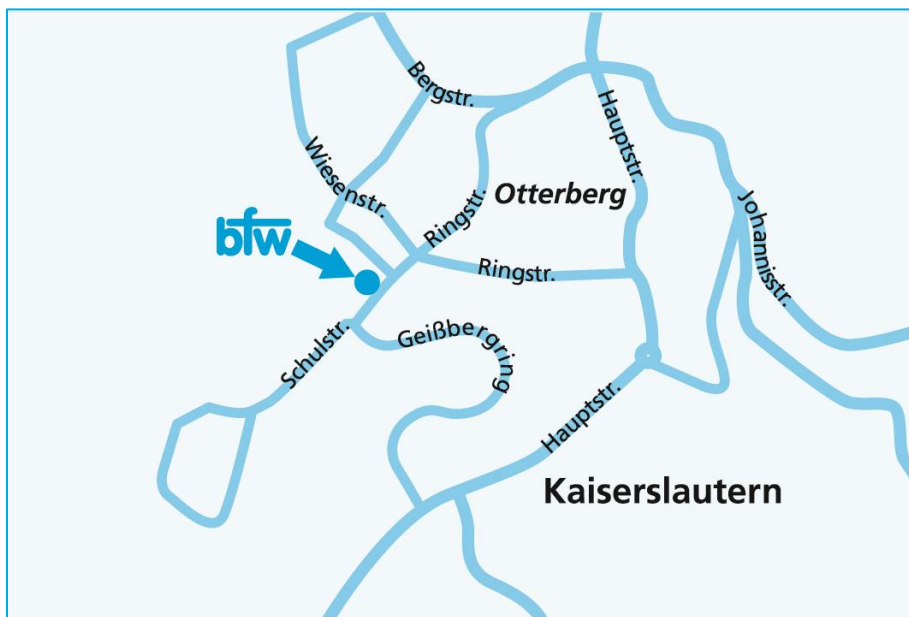 Bergstr.
Hauptstr.
Wiesenstr.
Otterberg
Ringstr.
Johannisstr.
bfw
Ringstr.
Geißbergring
Schulstr.
Hauptstr.
Kaiserslautern